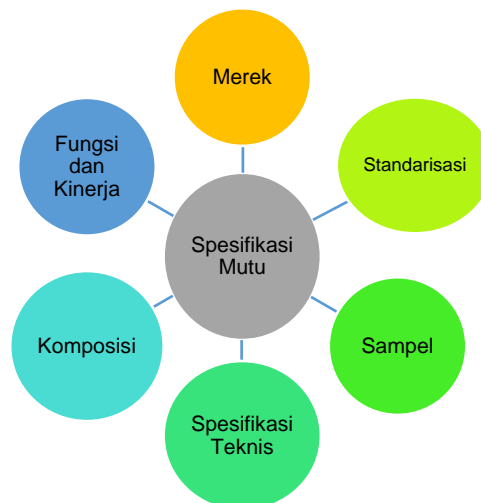 Merek
Fungsi
dan
Kinerja
Standarisasi
Spesifikasi
Mutu
Komposisi
Sampel
Spesifikasi
Teknis